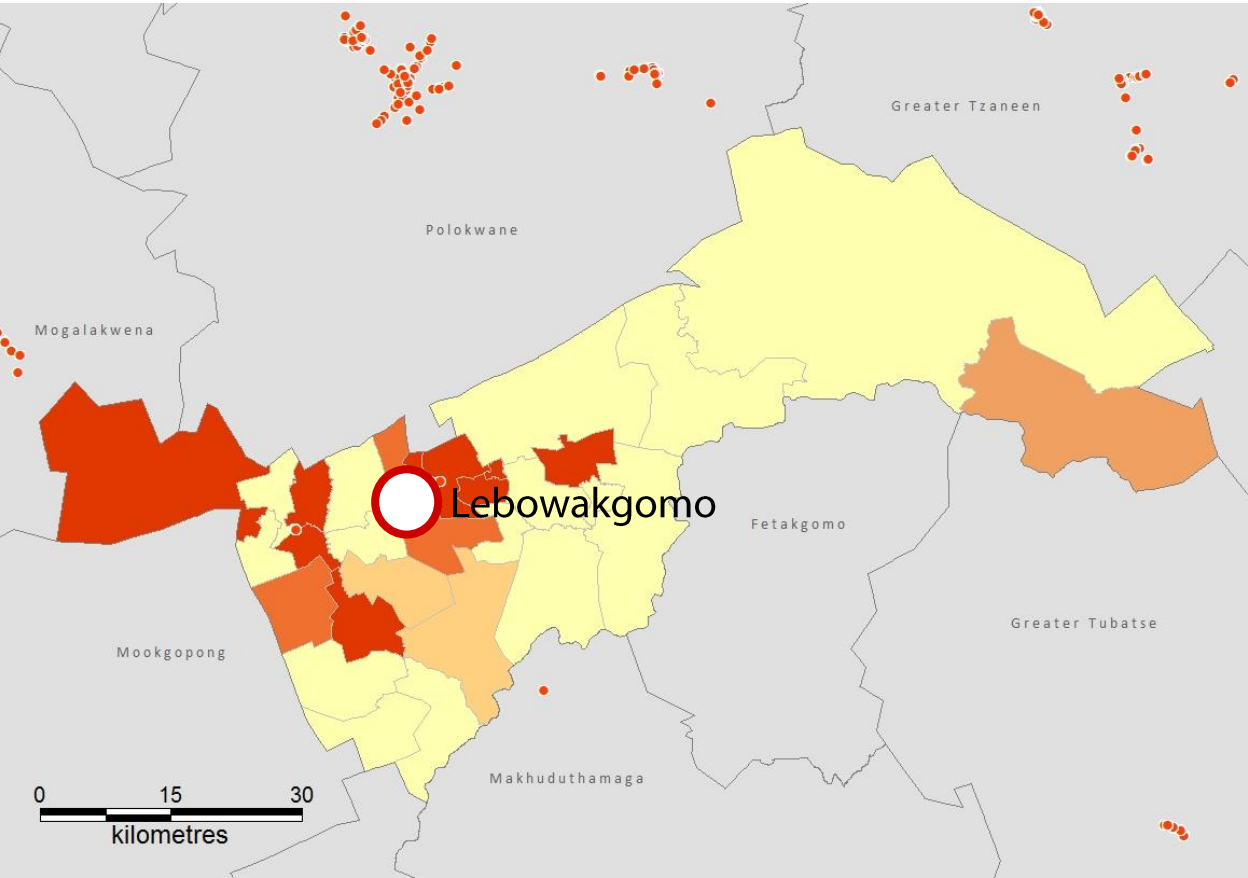 Greater Tzaneen
Polokwane
Mogalakwena
Lebowakgomo
Fetakgomo
Greater Tubatse
Mookgopong
Makhuduthamaga
0 15 30
kilometres